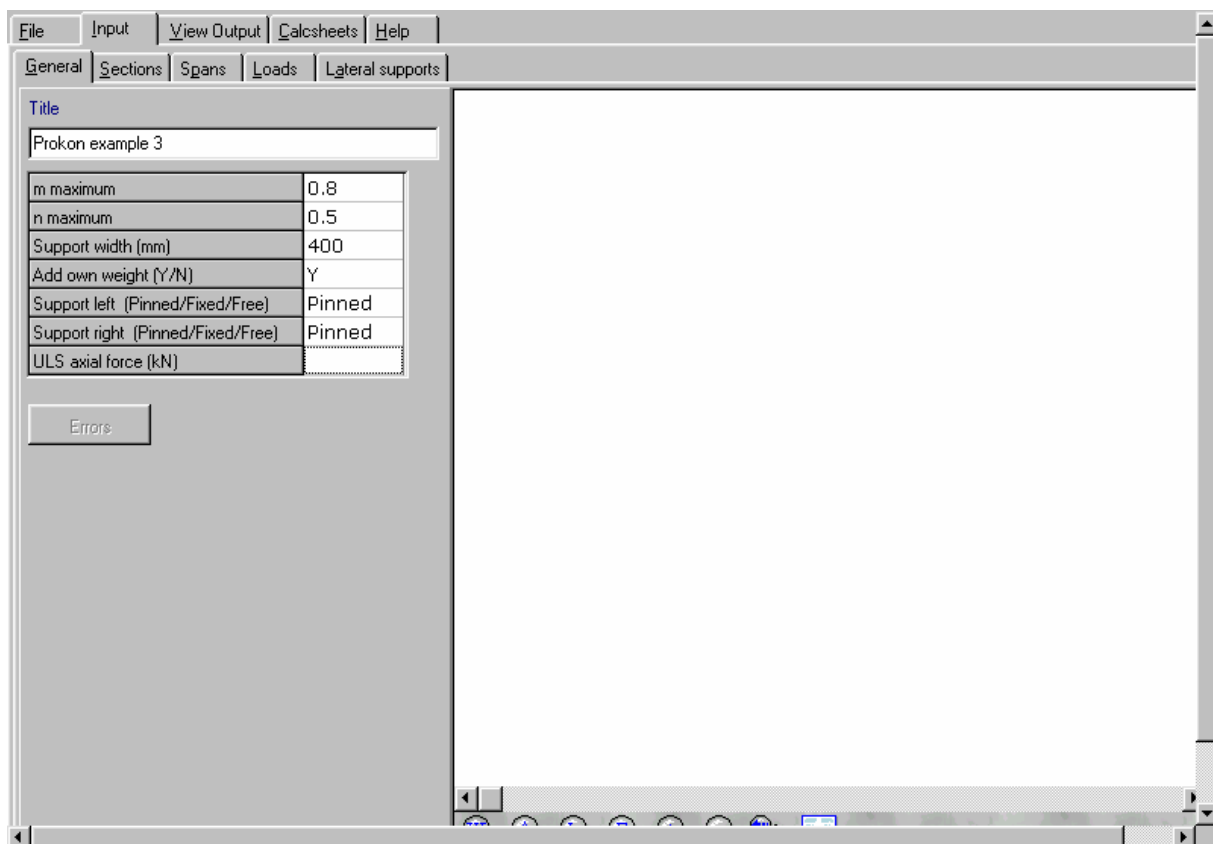 File Input View Output Calcsheets Help
General Sections Spans Loads Lateral supports
Title
Prokon example 3
m maximum 0.8
n maximum 0.5
Support width (mm) 400
Add own weight (Y/N) Y
Support left (Pinned/Fixed/Free) Pinned
Support right (Pinned/Fixed/Free) Pinned
ULS axial force (kN)
Errors